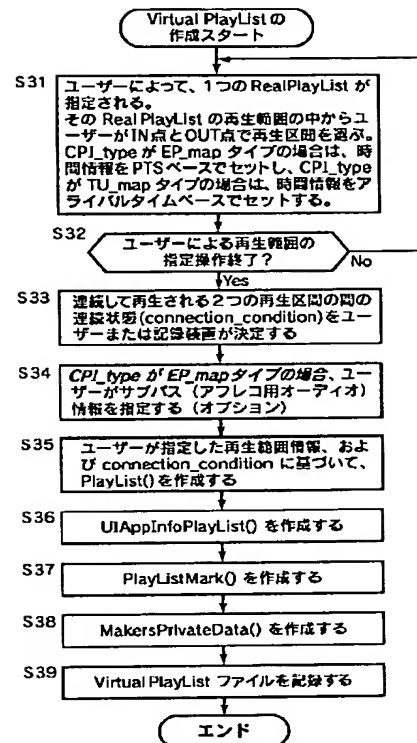 Virtual PlayList の
作成スタート
S31
ユーザーによって、1つの RealPlayList が
指定される。
その Real PlayList の再生範囲の中からユ
ーザーがIN点とOUT点で再生区間を選ぶ。
CPI_type が EP_map タイプの場合は、時
間情報を PTSベースでセットし、CPI_type
が TU_map タイプの場合は、時間情報をア
ライバルタイムベースでセットする。
S32
ユーザーによる再生範囲の
指定操作終了?
No
Yes
S33
連続して再生される2つの再生区間の間の
連続状態(connection_condition)をユーザ
ーまたは記録装置が決定する
S34
CPI_type が EP_mapタイプの場合、ユー
ザーがサブパス(アフレコ用オーディオ)
情報を指定する(オプション)
S35
ユーザーが指定した再生範囲情報、およ
び connection_condition に基づいて、
PlayList()を作成する
S36
UIAppInfoPlayList() を作成する
S37
PlayListMark() を作成する
S38
MakersPrivateData() を作成する
S39
Virtual PlayList ファイルを記録する
エンド